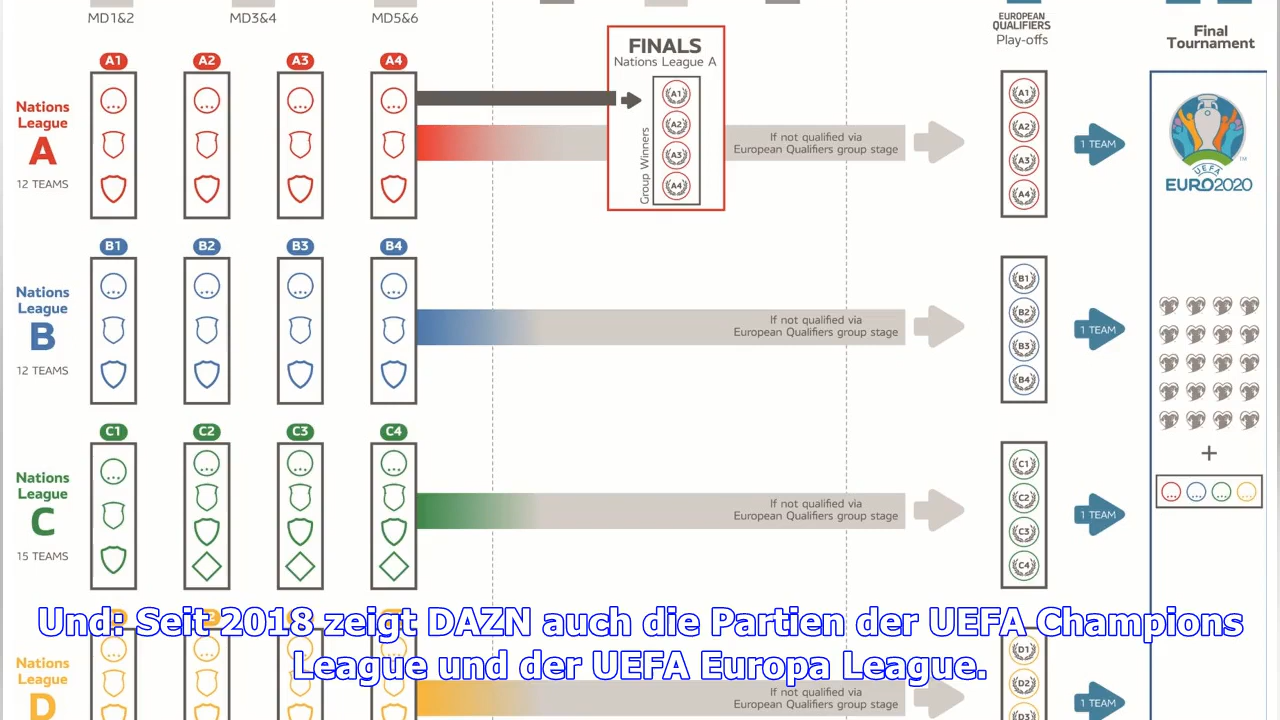 MD1&2
MD3&4
MD5&6
EUROPEAN
QUALIFIERS
Play-offs
Final
Tournament
Nations
League
A
12 TEAMS
A1
A2
A3
A4
FINALS
Nations League A
Group Winners
A1
A2
A3
A4
If not qualified via
European Qualifiers group stage
A1
A2
A3
A4
1 TEAM
UEFA
EURO2020
TM
Nations
League
B
12 TEAMS
B1
B2
B3
B4
If not qualified via
European Qualifiers group stage
B1
B2
B3
B4
1 TEAM
Nations
League
C
15 TEAMS
C1
C2
C3
C4
If not qualified via
European Qualifiers group stage
C1
C2
C3
C4
1 TEAM
+
Und: Seit 2018 zeigt DAZN auch die Partien der UEFA Champions
League und der UEFA Europa League.
Nations
League
D
If not qualified via
European Qualifiers group stage
D1
D2
D3
1 TEAM